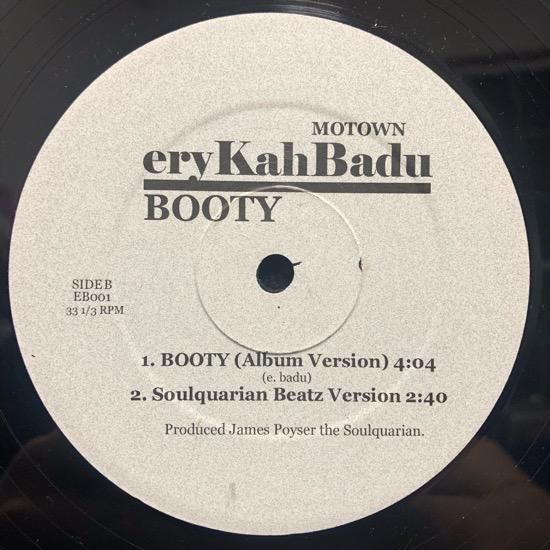 MOTOWN
eryKahBadu
BOOTY
SIDE B
EB001
33 1/3 RPM
1. BOOTY (Album Version) 4:04
(e. badu)
2. Soulquarian Beatz Version 2:40
Produced James Poyser the Soulquarian.